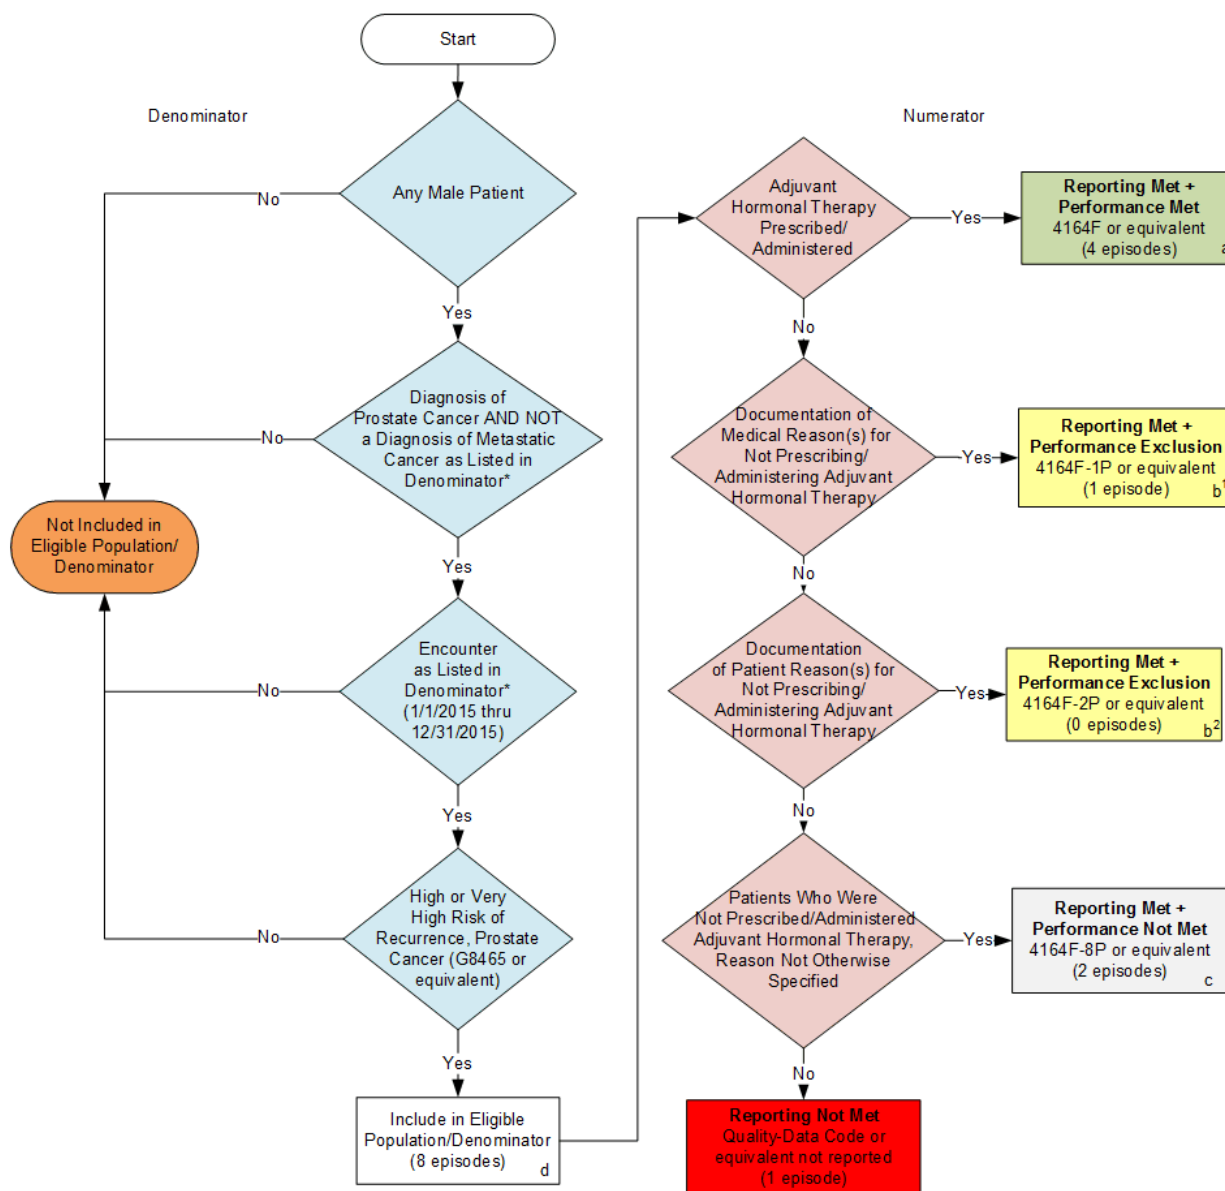 Start
Denominator
Any Male Patient
No
Yes
Diagnosis of
Prostate Cancer AND NOT
a Diagnosis of Metastatic
Cancer as Listed in
Denominator*
No
Not Included in
Eligible Population/
Denominator
Yes
Encounter
as Listed in
Denominator*
(1/1/2015 thru
12/31/2015)
No
Yes
High or Very
High Risk of
Recurrence, Prostate
Cancer (G8465 or
equivalent)
No
Yes
Include in Eligible
Population/Denominator
(8 episodes)
d
Numerator
Adjuvant
Hormonal Therapy
Prescribed/
Administered
Yes
Reporting Met +
Performance Met
4164F or equivalent
(4 episodes)
a
No
Documentation of
Medical Reason(s) for
Not Prescribing/
Administering Adjuvant
Hormonal Therapy
Yes
Reporting Met +
Performance Exclusion
4164F-1P or equivalent
(1 episode)
b¹
No
Documentation
of Patient Reason(s) for
Not Prescribing/
Administering Adjuvant
Hormonal Therapy
Yes
Reporting Met +
Performance Exclusion
4164F-2P or equivalent
(0 episodes)
b²
No
Patients Who Were
Not Prescribed/Administered
Adjuvant Hormonal Therapy,
Reason Not Otherwise
Specified
Yes
Reporting Met +
Performance Not Met
4164F-8P or equivalent
(2 episodes)
c
No
Reporting Not Met
Quality-Data Code or
equivalent not reported
(1 episode)